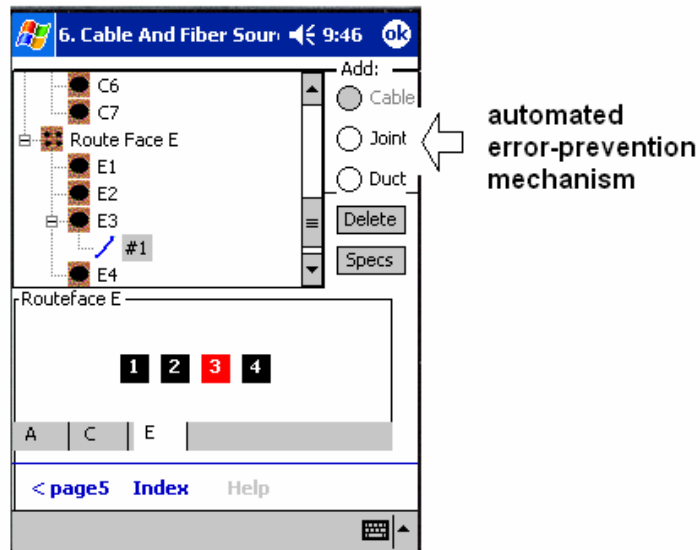 6. Cable And Fiber Sour 9:46 ok
C6
C7
Route Face E
E1
E2
E3
#1
E4
Add:
Cable
Joint
Duct
Delete
Specs
automated
error-prevention
mechanism
Routeface E
1 2 3 4
A C E
< page5 Index Help